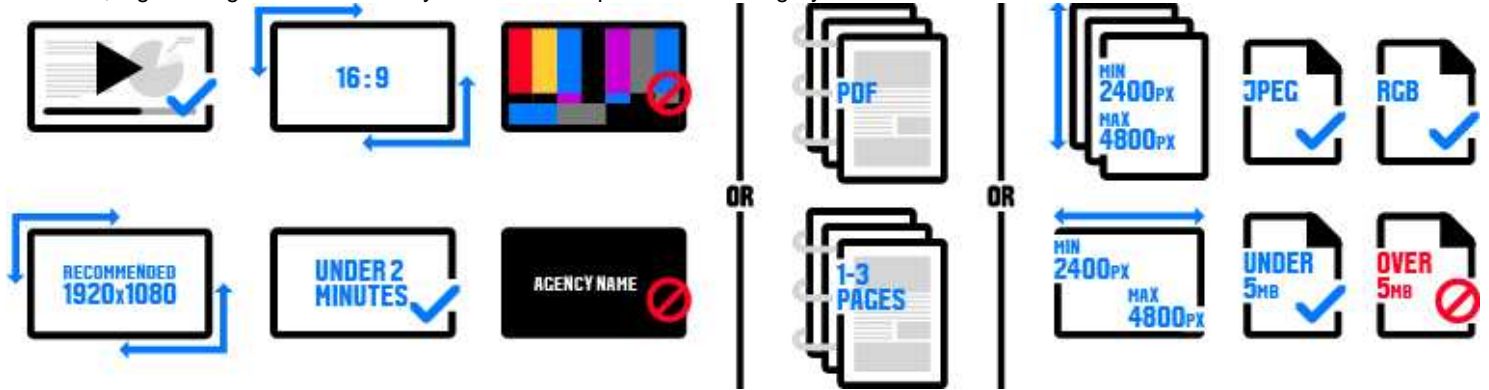 16:9
RECOMMENDED
1920x1080
UNDER 2
MINUTES
AGENCY NAME
OR
PDF
1-3
PAGES
OR
MIN
2400PX
MAX
4800PX
JPEG
RGB
MIN
2400PX
MAX
4800PX
UNDER
5MB
OVER
5MB